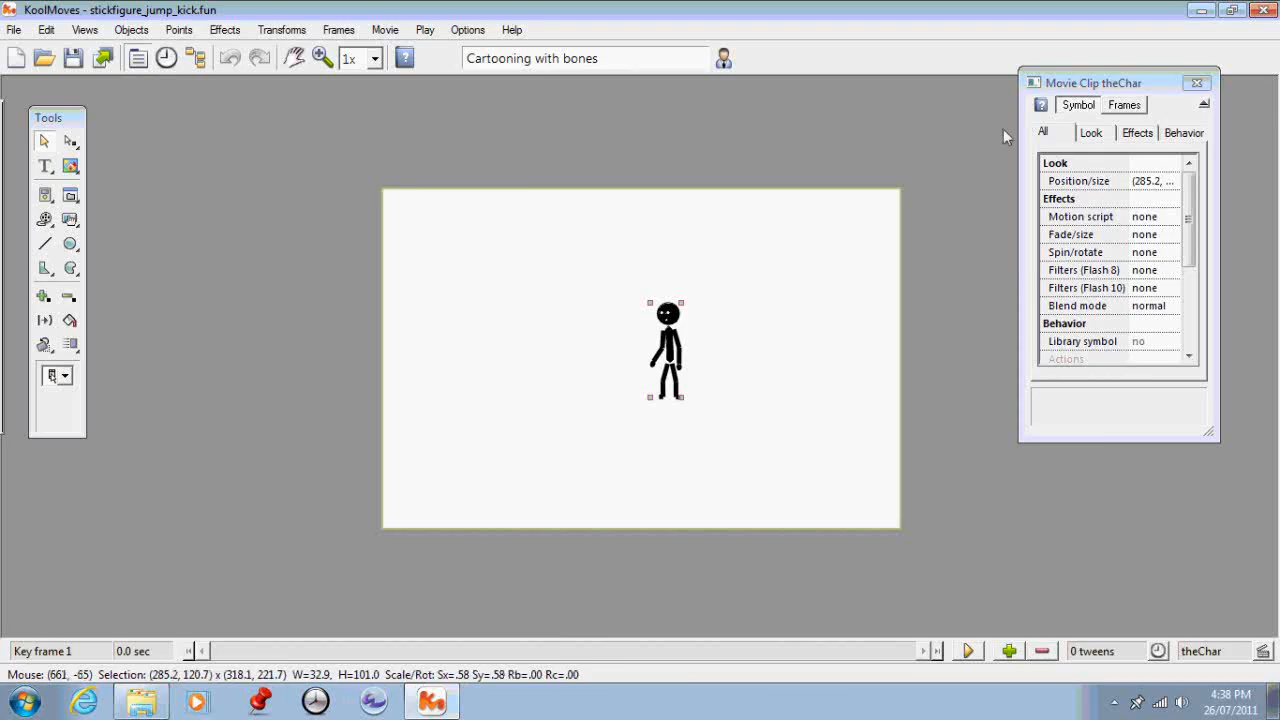 KoolMoves - stickfigure_jump_kick.fun
File Edit Views Objects Points Effects Transforms Frames Movie Play Options Help
1x Cartooning with bones
Tools
Movie Clip theChar
Symbol Frames
All Look Effects Behavior
Look
Position/size (285.2, ...
Effects
Motion script none
Fade/size none
Spin/rotate none
Filters (Flash 8) none
Filters (Flash 10) none
Blend mode normal
Behavior
Library symbol no
Actions
Key frame 1 0.0 sec 0 tweens theChar
Mouse: (661, -65) Selection: (285.2, 120.7) x (318.1, 221.7) W=32.9, H=101.0 Scale/Rot: Sx=.58 Sy=.58 Rb=.00 Rc=.00
4:38 PM
26/07/2011